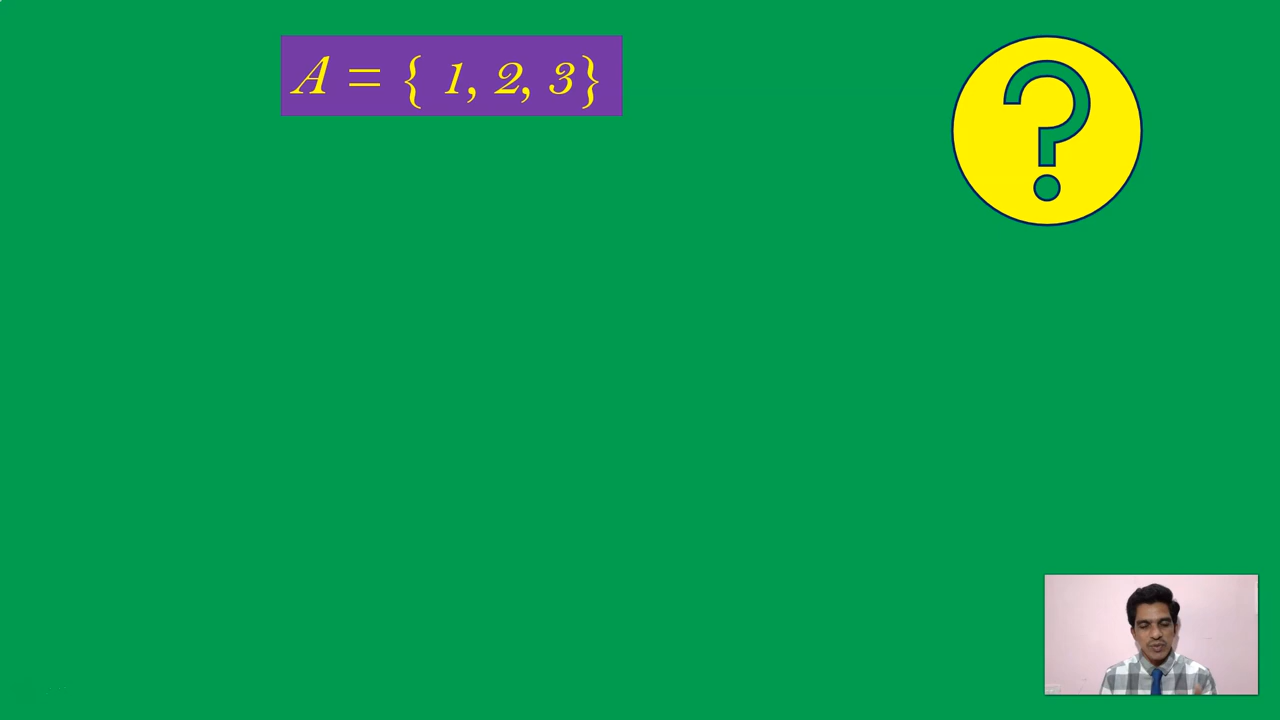 A = { 1, 2, 3}
?